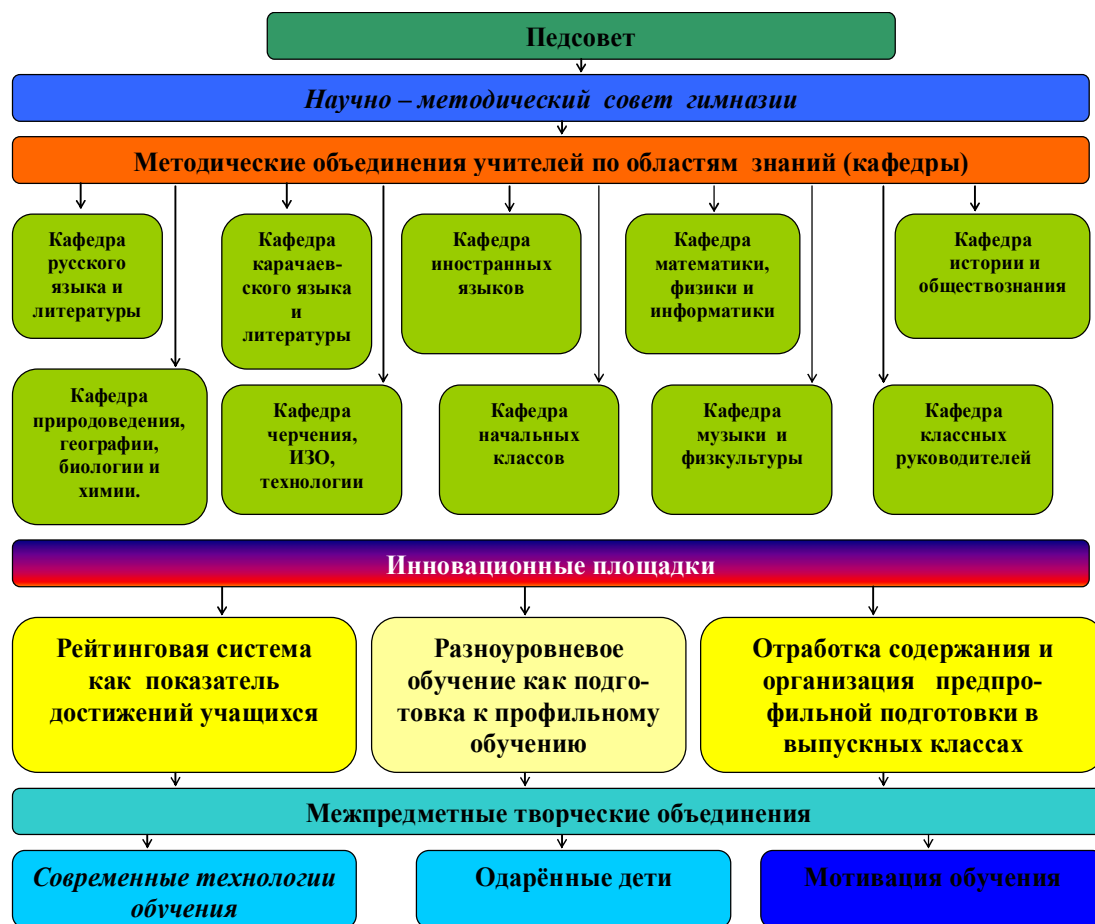 Педсовет
Научно – методический совет гимназии
Методические объединения учителей по областям знаний (кафедры)
Кафедра
русского
языка и
литературы
Кафедра
карачаев-
ского языка
и
литературы
Кафедра
иностранных
языков
Кафедра
математики,
физики и
информатики
Кафедра
истории и
обществознания
Кафедра
природоведения,
географии,
биологии и
химии.
Кафедра
черчения,
ИЗО,
технологии
Кафедра
начальных
классов
Кафедра
музыки и
физкультуры
Кафедра
классных
руководителей
Инновационные площадки
Рейтинговая система
как показатель
достижений учащихся
Разноуровневое
обучение как подго-
товка к профильному
обучению
Отработка содержания и
организация предпро-
фильной подготовки в
выпускных классах
Межпредметные творческие объединения
Современные технологии
обучения
Одарённые дети
Мотивация обучения